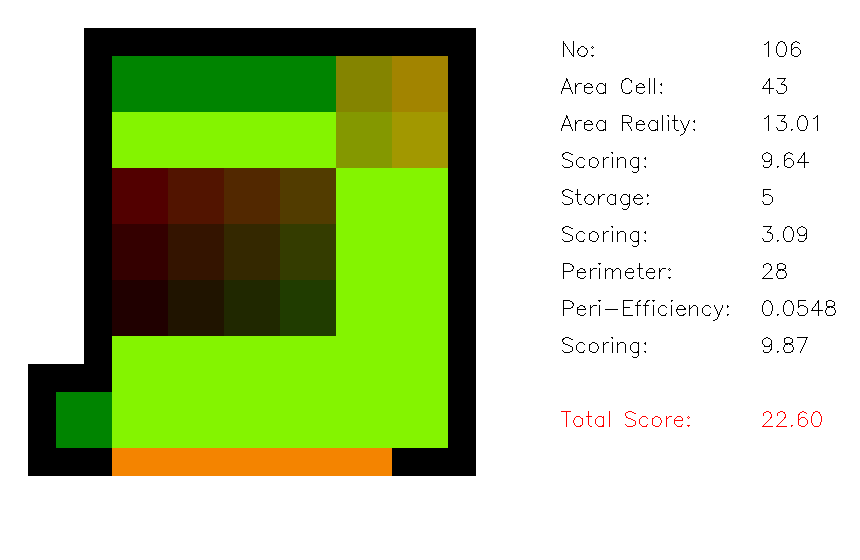 No: 106
Area Cell: 43
Area Reality: 13.01
Scoring: 9.64
Storage: 5
Scoring: 3.09
Perimeter: 28
Peri-Efficiency: 0.0548
Scoring: 9.87
Total Score: 22.60